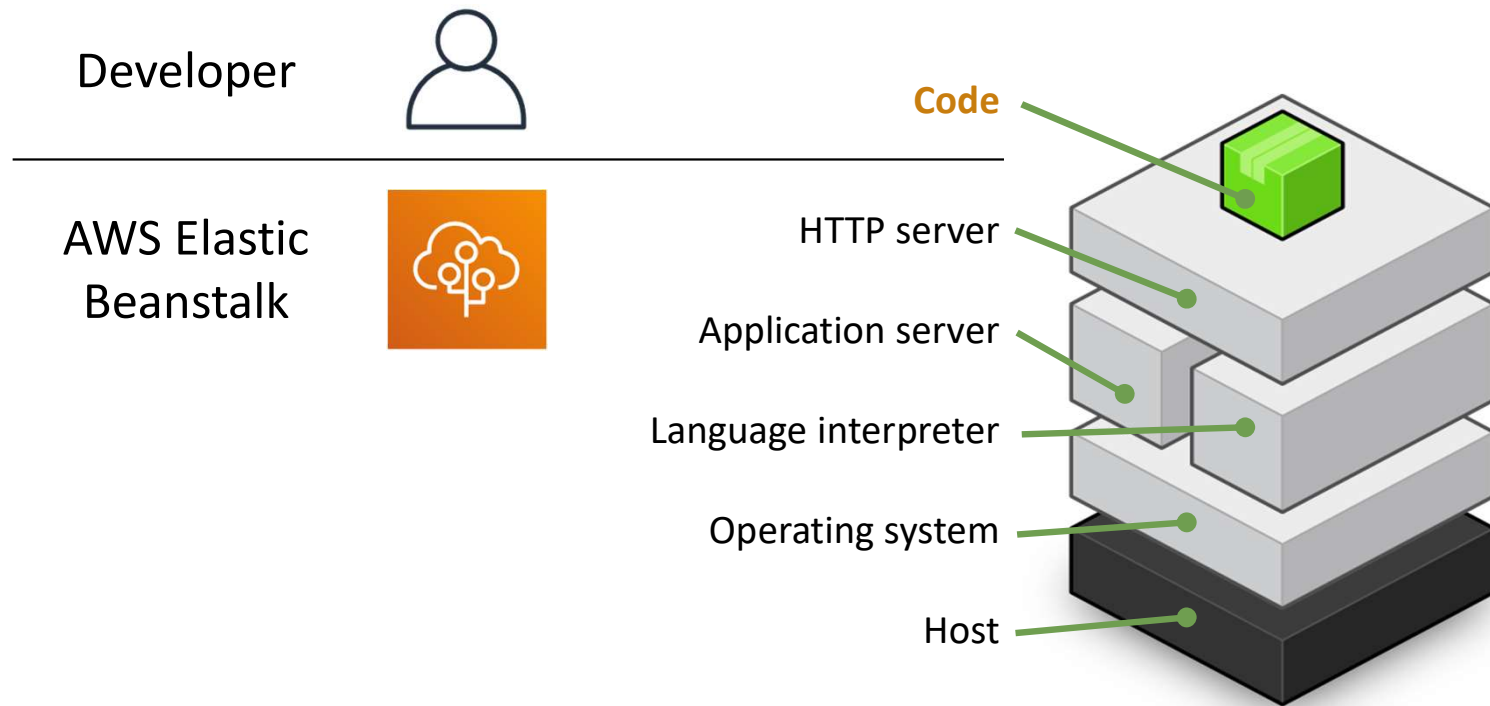 Developer
Code
AWS Elastic
Beanstalk
HTTP server
Application server
Language interpreter
Operating system
Host